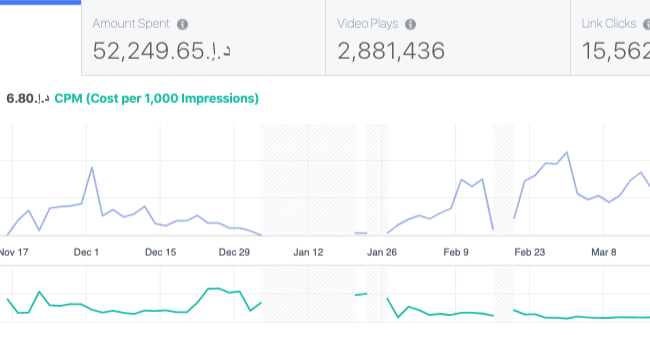 Amount Spent
52,249.65.د.إ.
Video Plays
2,881,436
Link Clicks
6.80.د.إ. CPM (Cost per 1,000 Impressions)
Nov 17 Dec 1 Dec 15 Dec 29 Jan 12 Jan 26 Feb 9 Feb 23 Mar 8